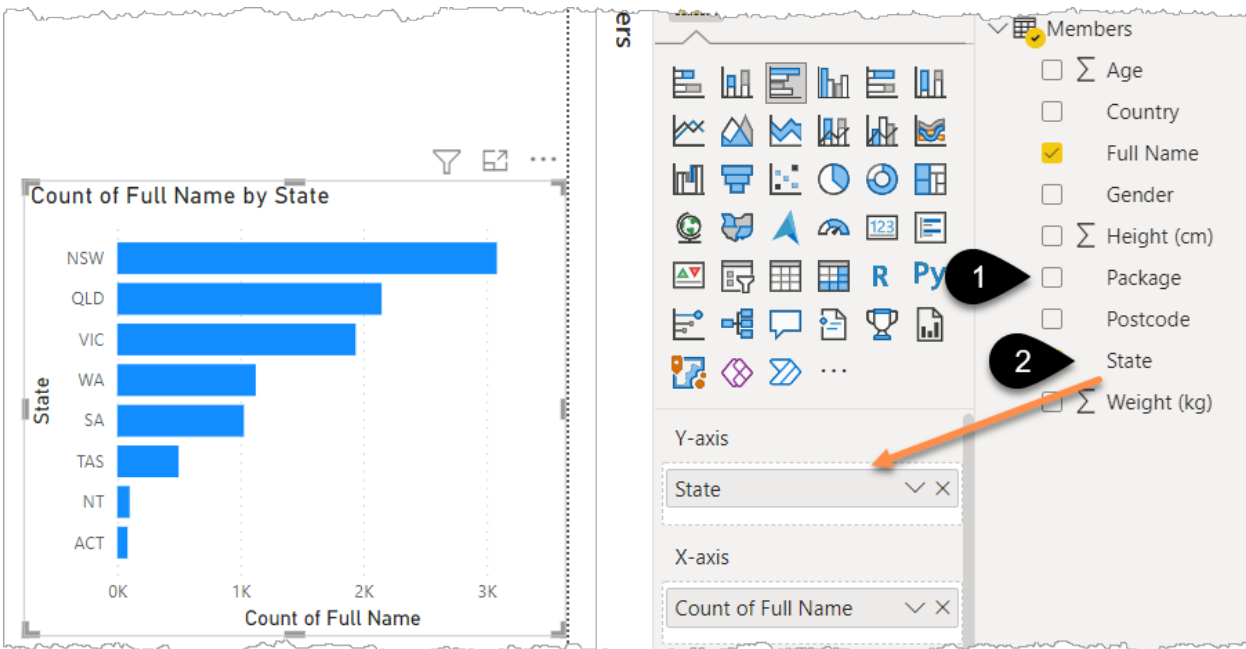 Count of Full Name by State
State
NSW
QLD
VIC
WA
SA
TAS
NT
ACT
0K 1K 2K 3K
Count of Full Name
ers
123
R Py
Y-axis
State
X-axis
Count of Full Name
Members
Σ Age
Country
Full Name
Gender
Σ Height (cm)
1 Package
Postcode
2 State
Σ Weight (kg)